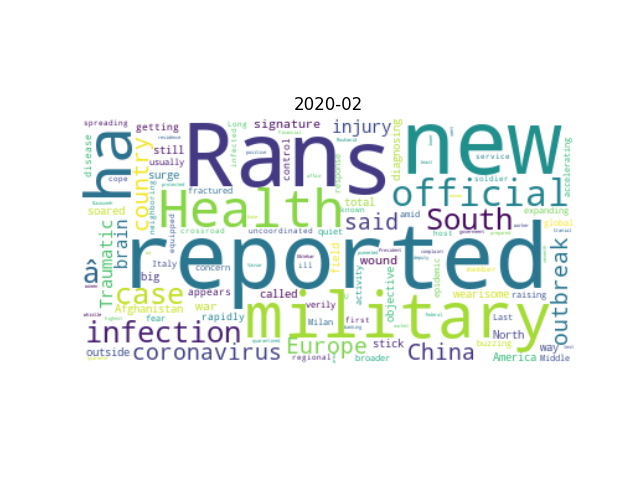 2020-02
spreading
getting
Long
signature
injury
new
disease
ha
cope
country
still
usually
surge
fractured
Rans
infected
control
response
diagnosing
service
soldier
official
accelerating
neighboring
soared
Traumatic
brain
equipped
Health
crossroad
uncoordinated
known
total
said
amid
quiet
South
expanding
global
host
outbreak
reported
big
Italy
concern
ill
field
activity
wound
objective
epidemic
member
case
appears
called
verily
wearisome
raising
Afghanistan
war
fear
rapidly
Milan
first
military
Last
infection
stick
North
buzzing
outside
coronavirus
Europe
regional
broader
China
America
way
Middle